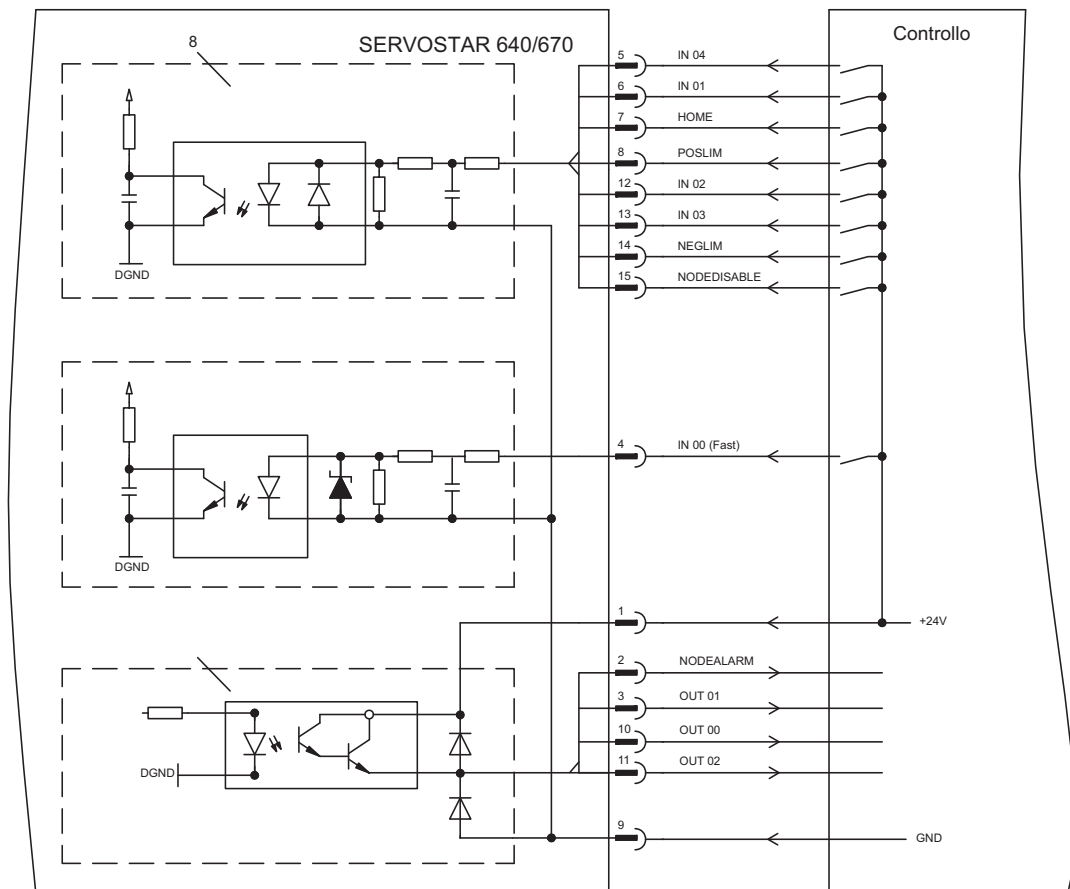 8
SERVOSTAR 640/670
Controllo
5 IN 04
6 IN 01
7 HOME
8 POSLIM
12 IN 02
13 IN 03
14 NEGLIM
15 NODEDISABLE
DGND
4 IN 00 (Fast)
DGND
1 +24V
2 NODEALARM
3 OUT 01
10 OUT 00
11 OUT 02
DGND
9 GND